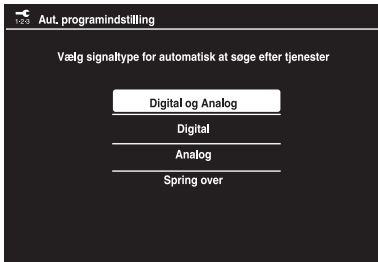 1·2·3 Aut. programindstilling
Vælg signaltype for automatisk at søge efter tjenester
Digital og Analog
Digital
Analog
Spring over